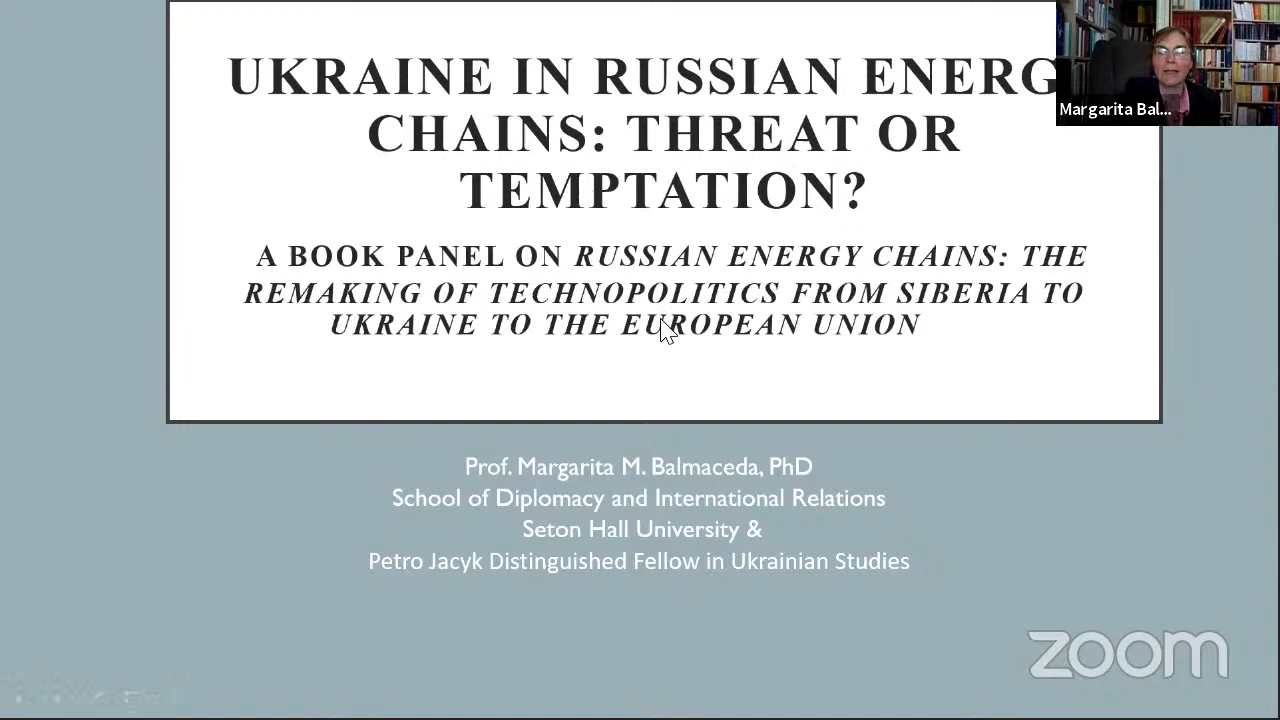 UKRAINE IN RUSSIAN ENERG
CHAINS: THREAT OR
TEMPTATION?
A BOOK PANEL ON RUSSIAN ENERGY CHAINS: THE
REMAKING OF TECHNOPOLITICS FROM SIBERIA TO
UKRAINE TO THE EUROPEAN UNION
Margarita Bal...
Prof. Margarita M. Balmaceda, PhD
School of Diplomacy and International Relations
Seton Hall University &
Petro Jacyk Distinguished Fellow in Ukrainian Studies
zoom